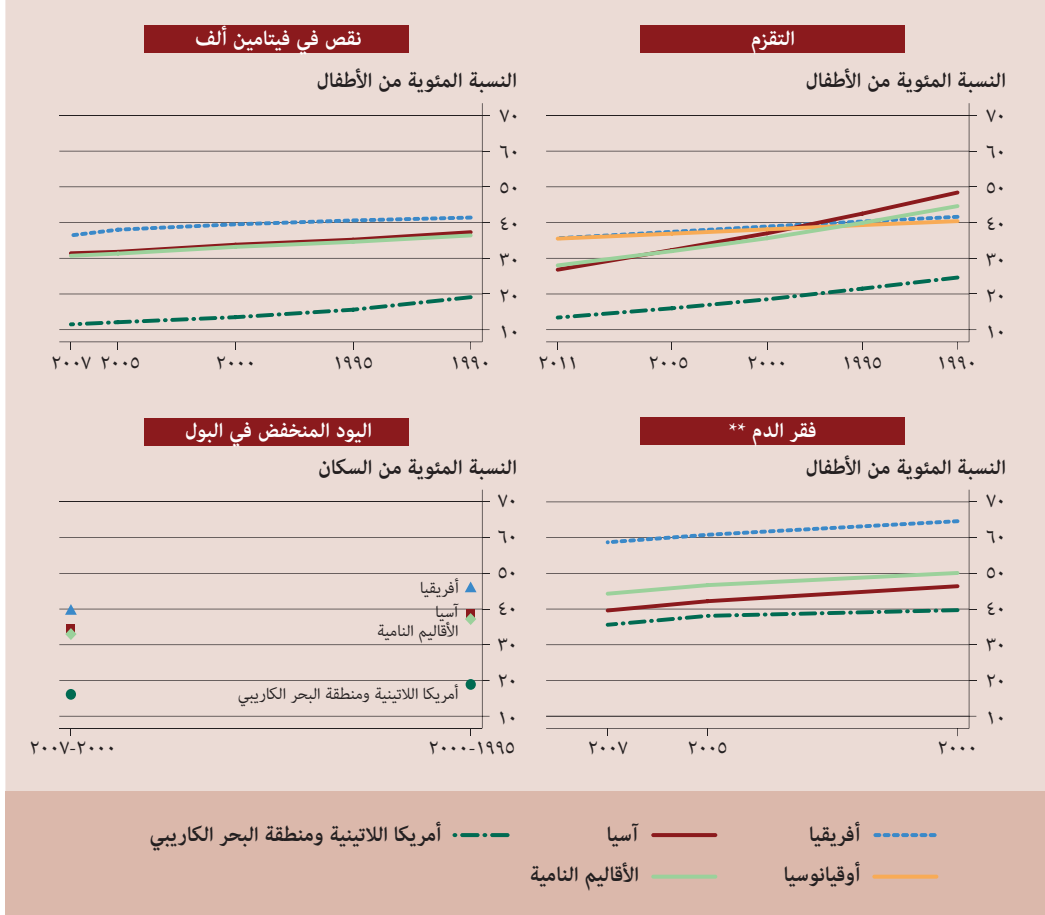 التقزم
النسبة المئوية من الأطفال
٧٠
٦٠
٥٠
٤٠
٣٠
٢٠
١٠
١٩٩٠ ١٩٩٥ ٢٠٠٠ ٢٠٠٥ ٢٠١١
نقص في فيتامين ألف
النسبة المئوية من الأطفال
٧٠
٦٠
٥٠
٤٠
٣٠
٢٠
١٠
١٩٩٠ ١٩٩٥ ٢٠٠٠ ٢٠٠٥ ٢٠٠٧
فقر الدم **
النسبة المئوية من الأطفال
٧٠
٦٠
٥٠
٤٠
٣٠
٢٠
١٠
٢٠٠٠ ٢٠٠٥ ٢٠٠٧
اليود المنخفض في البول
النسبة المئوية من السكان
٧٠
٦٠
٥٠
٤٠
٣٠
٢٠
١٠
أفريقيا
آسيا
الأقاليم النامية
أمريكا اللاتينية ومنطقة البحر الكاريبي
١٩٩٥-٢٠٠٠ ٢٠٠٠-٢٠٠٧
أفريقيا آسيا أمريكا اللاتينية ومنطقة البحر الكاريبي
أوقيانوسيا الأقاليم النامية